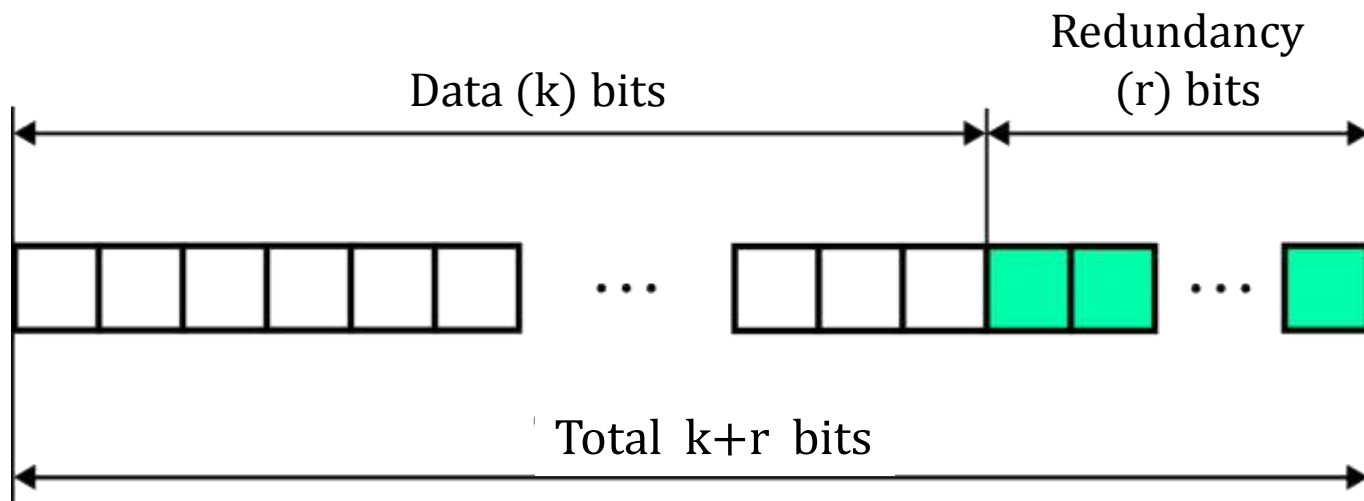 Redundancy
Data (k) bits
(r) bits
...
...
Total k+r bits